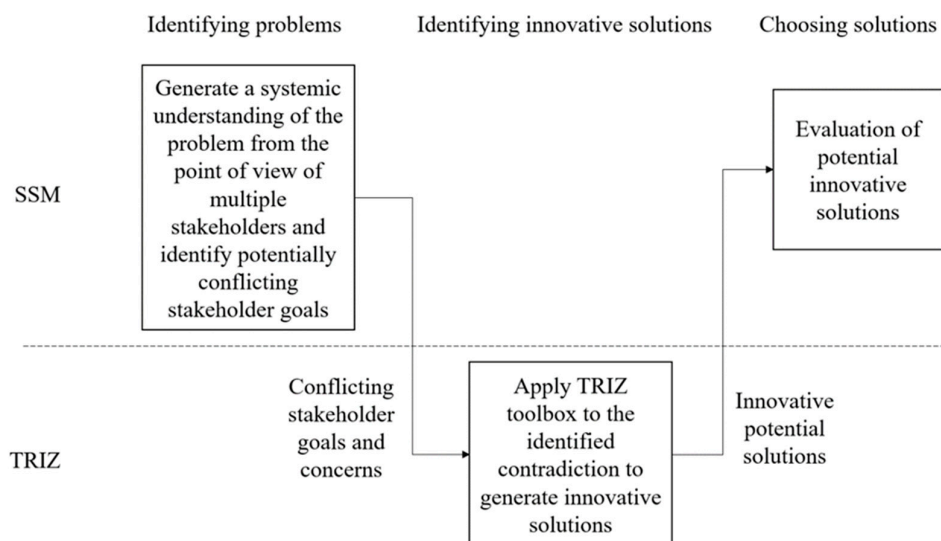 Identifying problems
Identifying innovative solutions
Choosing solutions
SSM
Generate a systemic
understanding of the
problem from the
point of view of
multiple
stakeholders and
identify potentially
conflicting
stakeholder goals
Evaluation of
potential
innovative
solutions
TRIZ
Conflicting
stakeholder
goals and
concerns
Apply TRIZ
toolbox to the
identified
contradiction to
generate innovative
solutions
Innovative
potential
solutions